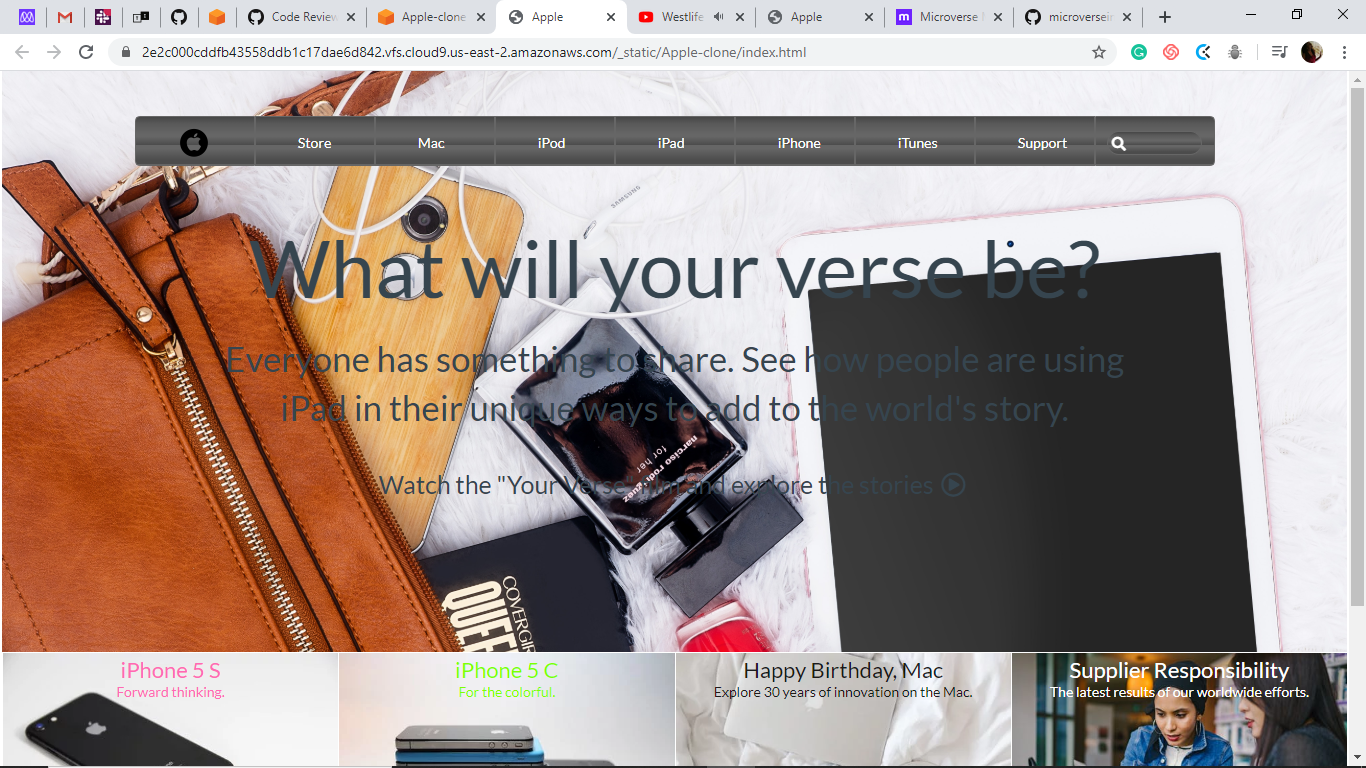 Code Review
Apple-clone
Apple
Westlife
Apple
Microverse
microversein
2e2c000cddfb43558ddb1c17dae6d842.vfs.cloud9.us-east-2.amazonaws.com/_static/Apple-clone/index.html
Store
Mac
iPod
iPad
iPhone
iTunes
Support
SAMSUNG
What will your verse be?
Everyone has something to share. See how people are using
iPad in their unique ways to add to the world's story.
narciso rodriguez
for her
Watch the "Your Verse" film and explore the stories
COVERGIRL
QUEE
iPhone 5 S
Forward thinking.
iPhone 5 C
For the colorful.
Happy Birthday, Mac
Explore 30 years of innovation on the Mac.
Supplier Responsibility
The latest results of our worldwide efforts.